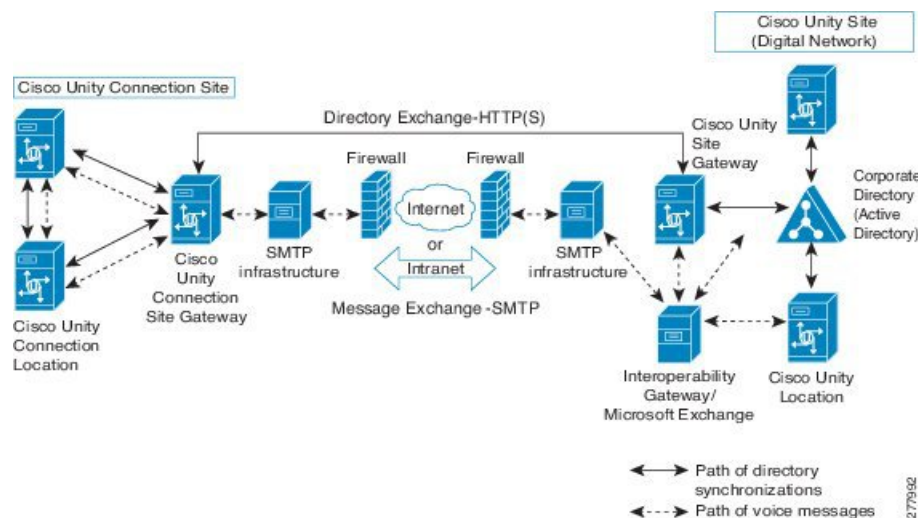 Cisco Unity Site
(Digital Network)
Cisco Unity Connection Site
Directory Exchange-HTTP(S)
Cisco Unity
Site
Gateway
Firewall
Firewall
Corporate
Directory
(Active
Directory)
Internet
or
Intranet
SMTP
infrastructure
SMTP
infrastructure
Cisco
Unity
Connection
Site Gateway
Message Exchange -SMTP
Cisco Unity
Connection
Location
Interoperability
Gateway/
Microsoft Exchange
Cisco Unity
Location
Path of directory
synchronizations
Path of voice messages
277992